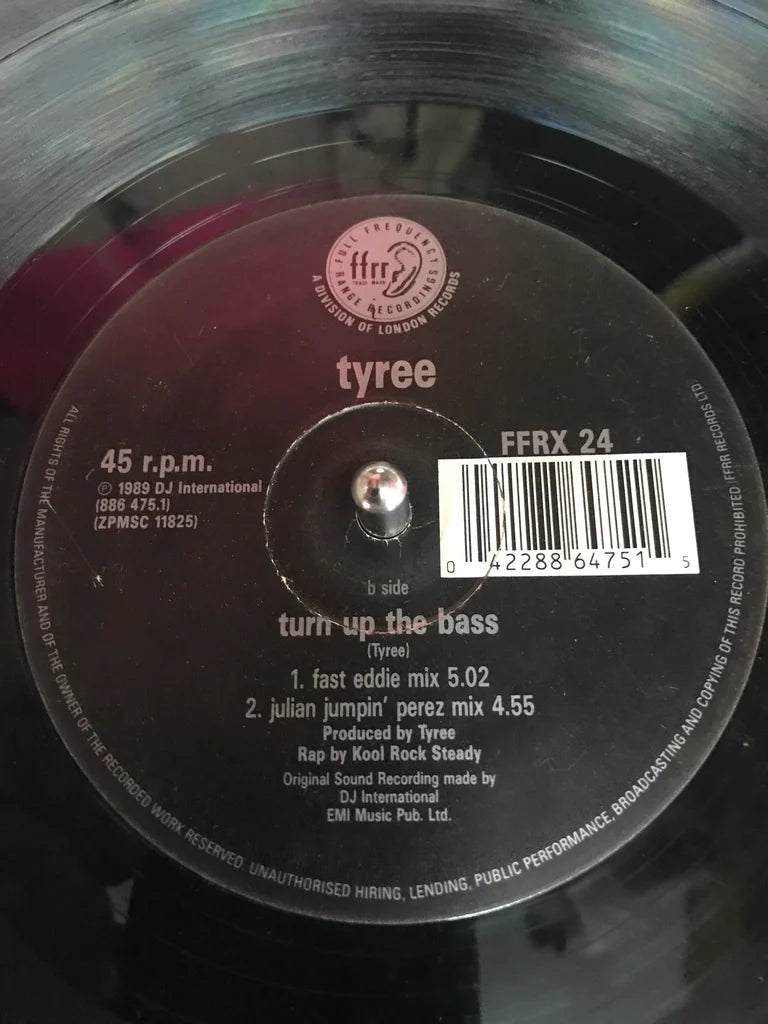 FULL FREQUENCY
ffrr
TRADE MARK
RANGE RECORDINGS
A DIVISION OF LONDON RECORDS
tyree
45 r.p.m.
℗ 1989 DJ International
(886 475.1)
(ZPMSC 11825)
FFRX 24
0 42288 64751 5
b side
turn up the bass
(Tyree)
1. fast eddie mix 5.02
2. julian jumpin' perez mix 4.55
Produced by Tyree
Rap by Kool Rock Steady
Original Sound Recording made by
DJ International
EMI Music Pub. Ltd.
ALL RIGHTS OF THE MANUFACTURER AND OF THE OWNER OF THE RECORDED WORK RESERVED. UNAUTHORISED HIRING, LENDING, PUBLIC PERFORMANCE, BROADCASTING AND COPYING OF THIS RECORD PROHIBITED. FFRR RECORDS LTD.